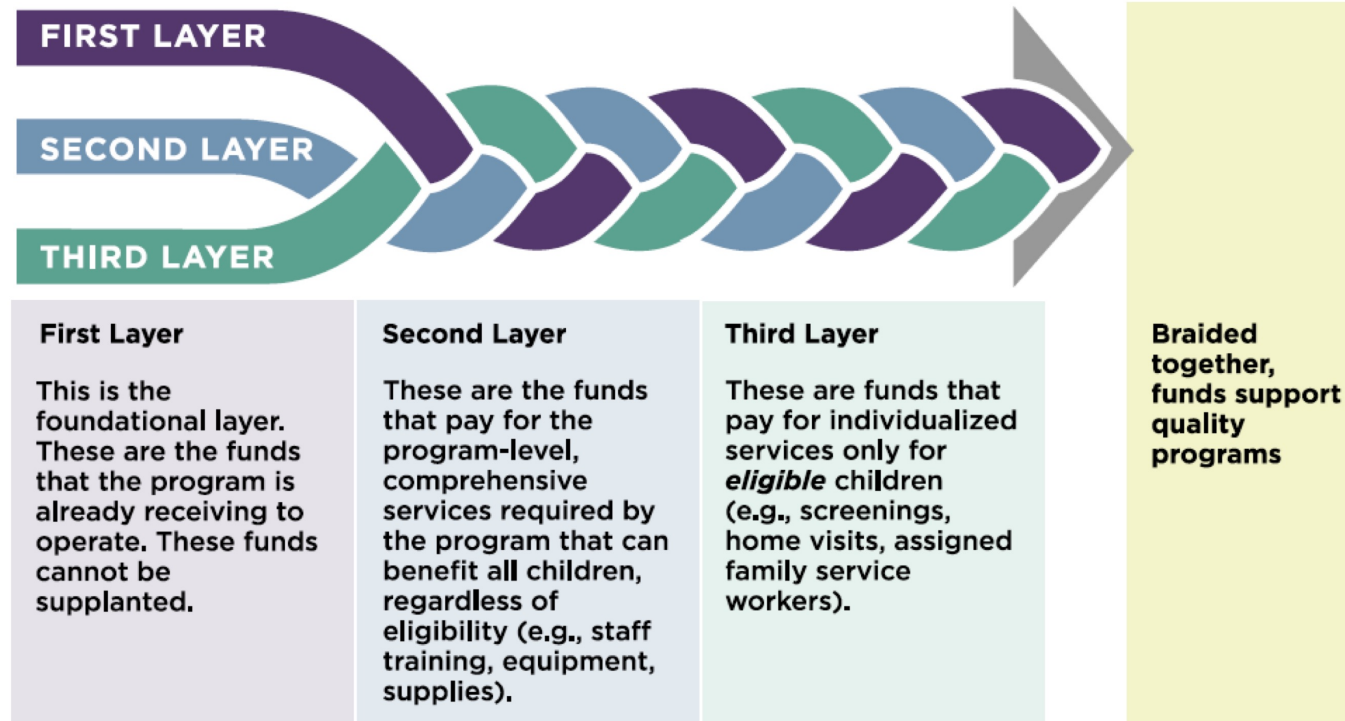 FIRST LAYER
SECOND LAYER
THIRD LAYER
First Layer
This is the
foundational layer.
These are the funds
that the program is
already receiving to
operate. These funds
cannot be
supplanted.
Second Layer
These are the funds
that pay for the
program-level,
comprehensive
services required by
the program that can
benefit all children,
regardless of
eligibility (e.g., staff
training, equipment,
supplies).
Third Layer
These are funds that
pay for individualized
services only for
eligible children
(e.g., screenings,
home visits, assigned
family service
workers).
Braided
together,
funds support
quality
programs